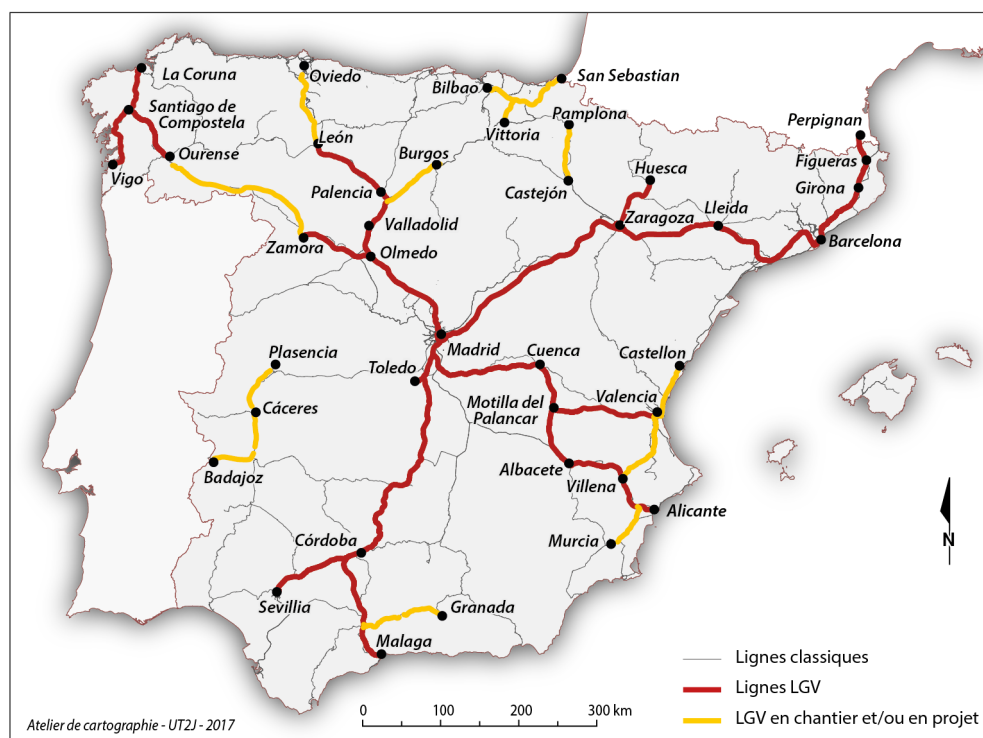 La Coruna
Oviedo
Bilbao
San Sebastian
Santiago de
Compostela
Vittoria
Pamplona
Perpignan
León
Burgos
Ourense
Figueras
Vigo
Palencia
Castejón
Huesca
Girona
Valladolid
Zaragoza
Lleida
Zamora
Olmedo
Barcelona
Madrid
Plasencia
Toledo
Cuenca
Castellon
Cáceres
Motilla del
Palancar
Valencia
Badajoz
Albacete
Villena
Alicante
Córdoba
Murcia
N
Sevillia
Granada
Malaga
Lignes classiques
Lignes LGV
LGV en chantier et/ou en projet
0 100 200 300 km
Atelier de cartographie - UT2J - 2017